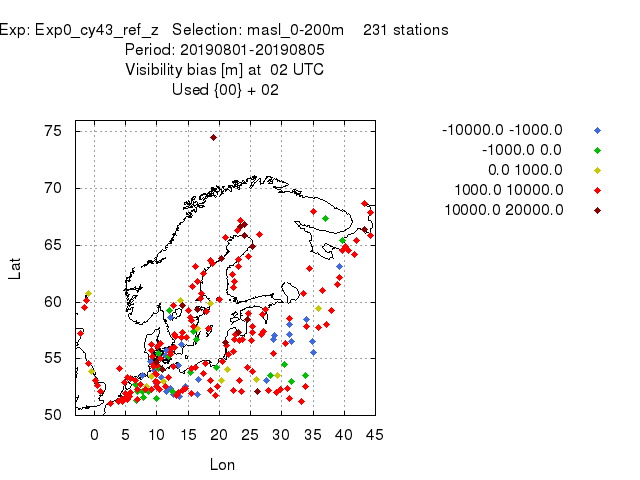 Exp: Exp0_cy43_ref_z   Selection: masl_0-200m    231 stations
Period: 20190801-20190805
Visibility bias [m] at  02 UTC
Used {00} + 02
-10000.0 -1000.0
-1000.0 0.0
0.0 1000.0
1000.0 10000.0
10000.0 20000.0
75
70
65
60
55
50
Lat
0 5 10 15 20 25 30 35 40 45
Lon